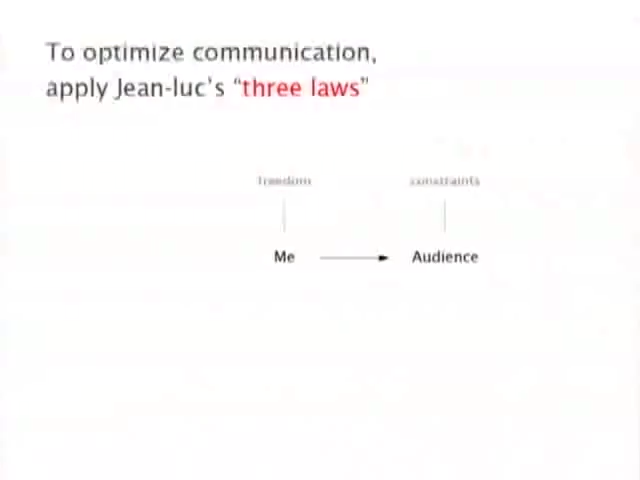 To optimize communication,
apply Jean-luc's "three laws"
freedom constraints
Me Audience